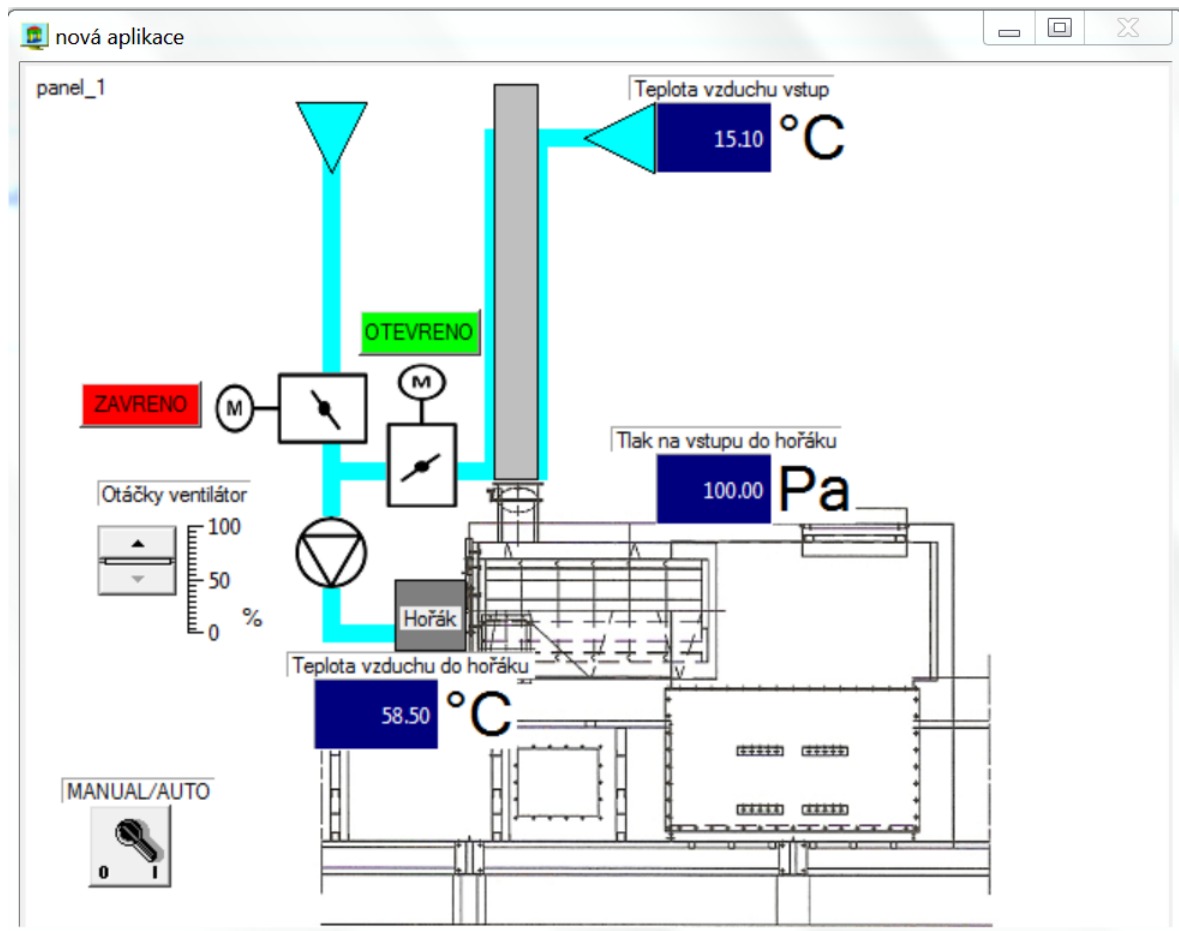 nová aplikace
panel_1
Teplota vzduchu vstup
15.10 °C
OTEVRENO
M
ZAVRENO
M
Tlak na vstupu do hořáku
100.00 Pa
Otáčky ventilátor
100
50
0
%
Hořák
Teplota vzduchu do hořáku
58.50 °C
MANUAL/AUTO
0 I